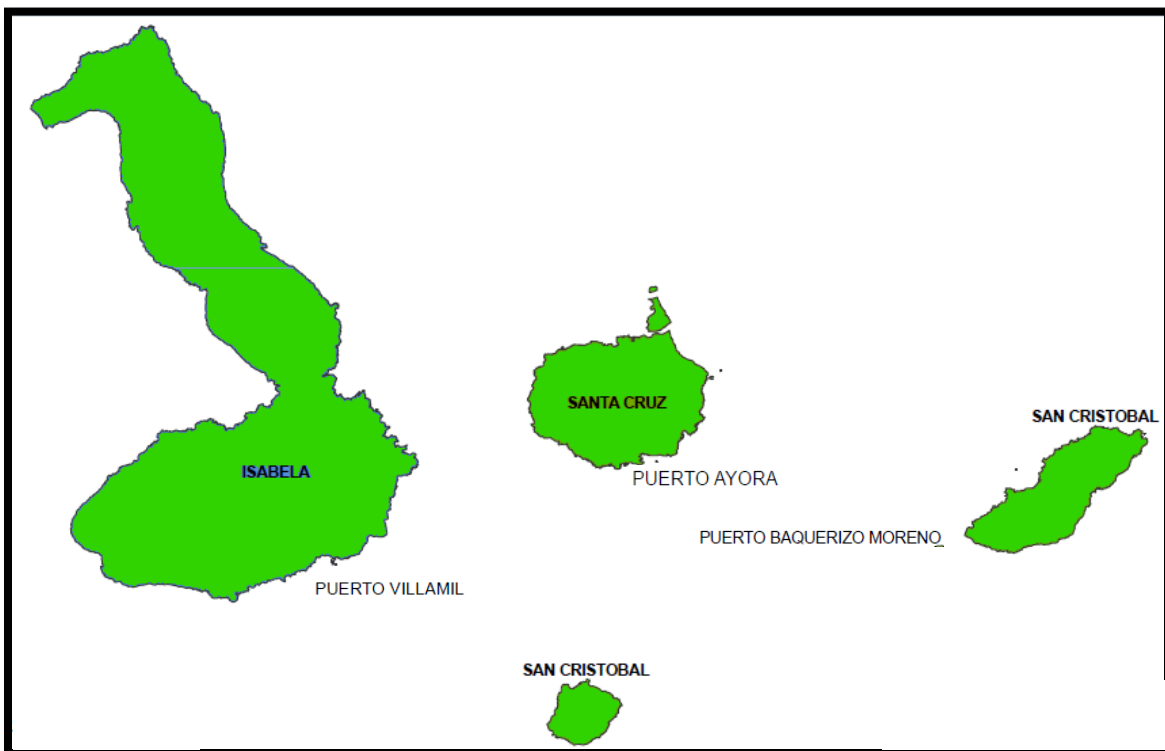 SANTA CRUZ
SAN CRISTOBAL
ISABELA
PUERTO AYORA
PUERTO BAQUERIZO MORENO
PUERTO VILLAMIL
SAN CRISTOBAL